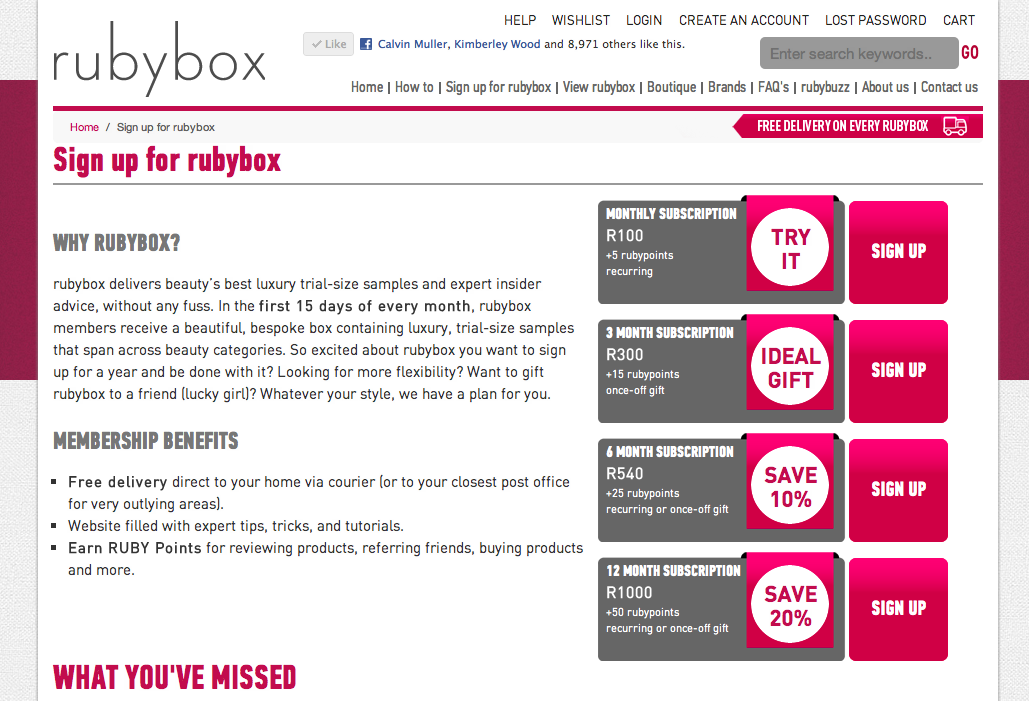 HELP WISHLIST LOGIN CREATE AN ACCOUNT LOST PASSWORD CART
rubybox
Like
Calvin Muller, Kimberley Wood and 8,971 others like this.
Enter search keywords..
GO
Home | How to | Sign up for rubybox | View rubybox | Boutique | Brands | FAQ's | rubybuzz | About us | Contact us
Home / Sign up for rubybox
FREE DELIVERY ON EVERY RUBYBOX
Sign up for rubybox
WHY RUBYBOX?
rubybox delivers beauty's best luxury trial-size samples and expert insider
advice, without any fuss. In the first 15 days of every month, rubybox
members receive a beautiful, bespoke box containing luxury, trial-size samples
that span across beauty categories. So excited about rubybox you want to sign
up for a year and be done with it? Looking for more flexibility? Want to gift
rubybox to a friend (lucky girl)? Whatever your style, we have a plan for you.
MEMBERSHIP BENEFITS
Free delivery direct to your home via courier (or to your closest post office
for very outlying areas).
Website filled with expert tips, tricks, and tutorials.
Earn RUBY Points for reviewing products, referring friends, buying products
and more.
MONTHLY SUBSCRIPTION
R100
+5 rubypoints
recurring
TRY
IT
SIGN UP
3 MONTH SUBSCRIPTION
R300
+15 rubypoints
once-off gift
IDEAL
GIFT
SIGN UP
6 MONTH SUBSCRIPTION
R540
+25 rubypoints
recurring or once-off gift
SAVE
10%
SIGN UP
12 MONTH SUBSCRIPTION
R1000
+50 rubypoints
recurring or once-off gift
SAVE
20%
SIGN UP
WHAT YOU'VE MISSED